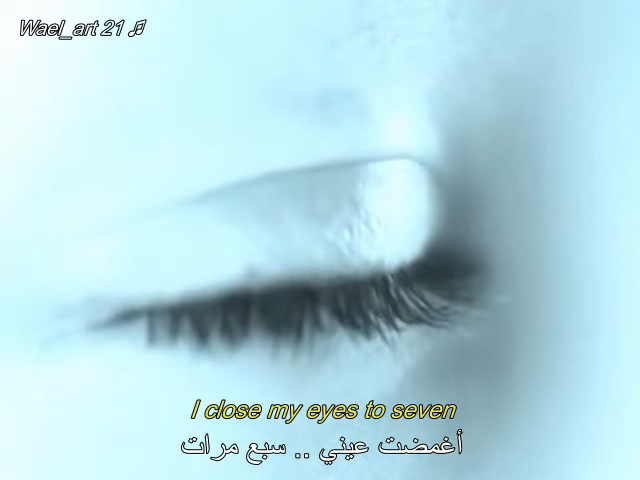 Wael_art 21 ♫
I close my eyes to seven
أغمضت عيني .. سبع مرات